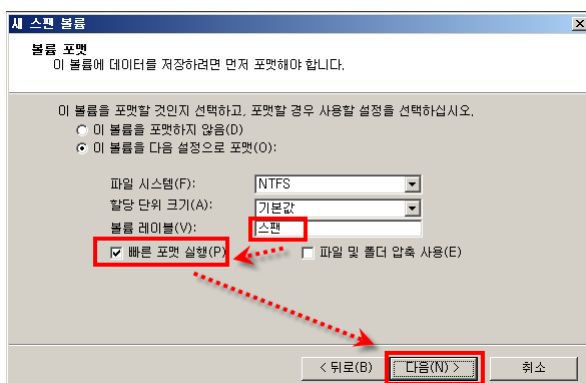 새 스팬 볼륨
볼륨 포맷
이 볼륨에 데이터를 저장하려면 먼저 포맷해야 합니다.
이 볼륨을 포맷할 것인지 선택하고, 포맷할 경우 사용할 설정을 선택하십시오.
이 볼륨을 포맷하지 않음(D)
이 볼륨을 다음 설정으로 포맷(O):
파일 시스템(F): NTFS
할당 단위 크기(A): 기본값
볼륨 레이블(V): 스팬
빠른 포맷 실행(P) 파일 및 폴더 압축 사용(E)
< 뒤로(B) 다음(N) > 취소